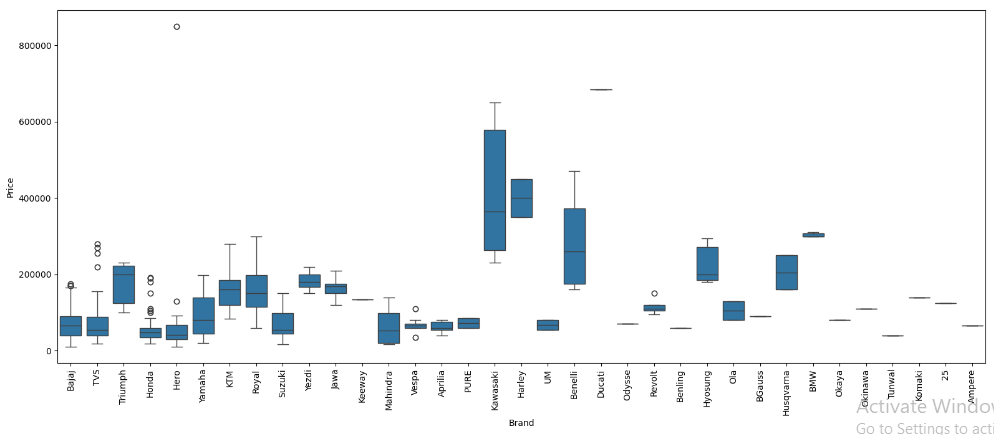 800000
600000
400000
200000
0
Price
Bajaj
TVS
Triumph
Honda
Hero
Yamaha
KTM
Royal
Suzuki
Yezdi
Jawa
Keeway
Mahindra
Vespa
Aprilia
PURE
Kawasaki
Harley
UM
Benelli
Ducati
Odysse
Revolt
Benling
Hyosung
Ola
BGauss
Husqvarna
BMW
Okaya
Okinawa
Tunwal
Komaki
25
Ampere
Brand
Activate Window
Go to Settings to acti